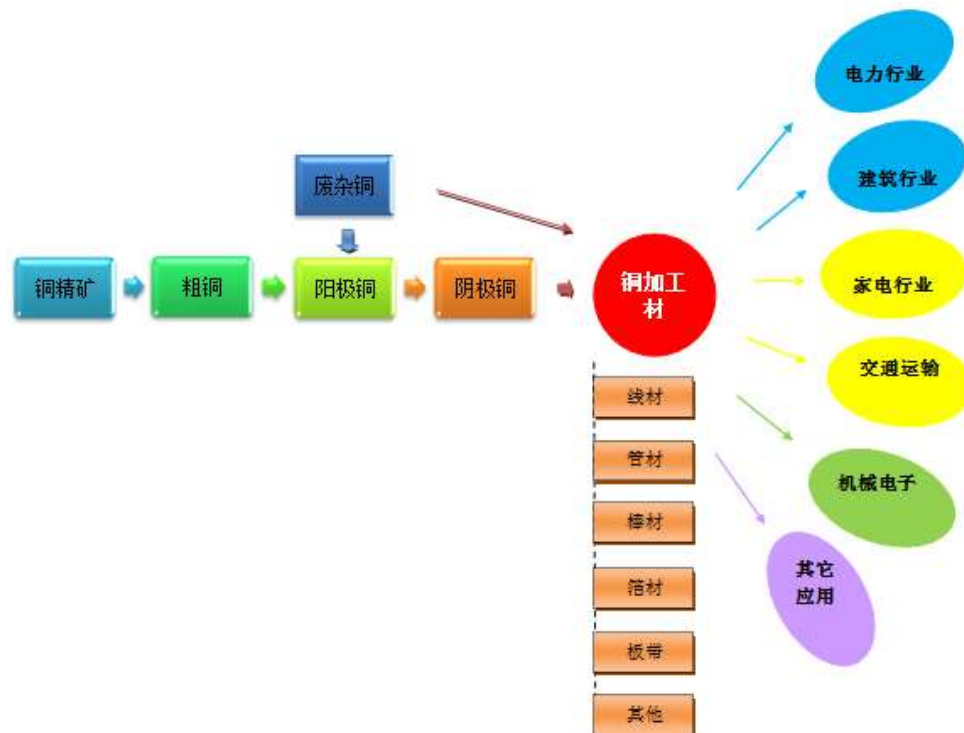 电力行业
建筑行业
废杂铜
铜精矿
粗铜
阳极铜
阴极铜
铜加工
材
家电行业
交通运输
线材
管材
机械电子
棒材
其它
应用
箔材
板带
其他